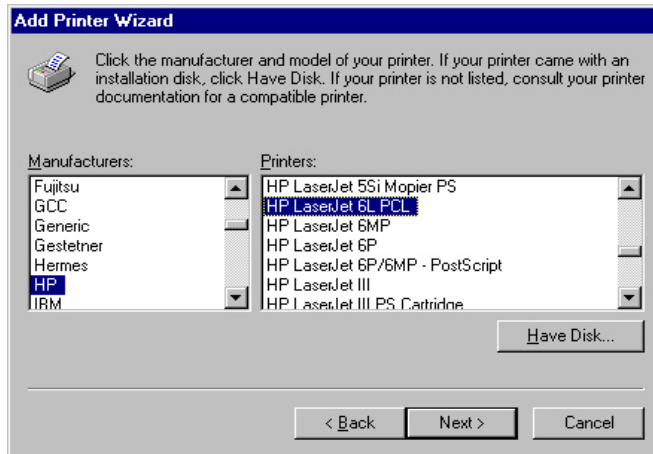 Add Printer Wizard
Click the manufacturer and model of your printer. If your printer came with an
installation disk, click Have Disk. If your printer is not listed, consult your printer
documentation for a compatible printer.
Manufacturers:
Fujitsu
GCC
Generic
Gestetner
Hermes
HP
IBM
Printers:
HP LaserJet 5Si Mopier PS
HP LaserJet 6L PCL
HP LaserJet 6MP
HP LaserJet 6P
HP LaserJet 6P/6MP - PostScript
HP LaserJet III
HP LaserJet III PS Cartridge
Have Disk...
< Back
Next >
Cancel